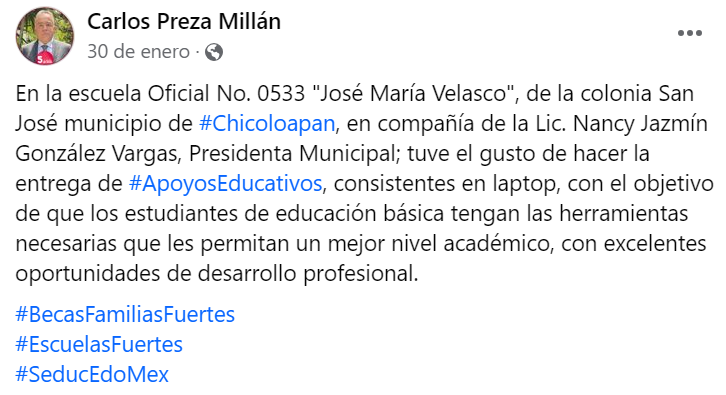 Carlos Preza Millán
30 de enero ·
En la escuela Oficial No. 0533 "José María Velasco", de la colonia San
José municipio de #Chicoloapan, en compañía de la Lic. Nancy Jazmín
González Vargas, Presidenta Municipal; tuve el gusto de hacer la
entrega de #ApoyosEducativos, consistentes en laptop, con el objetivo
de que los estudiantes de educación básica tengan las herramientas
necesarias que les permitan un mejor nivel académico, con excelentes
oportunidades de desarrollo profesional.
#BecasFamiliasFuertes
#EscuelasFuertes
#SeducEdoMex